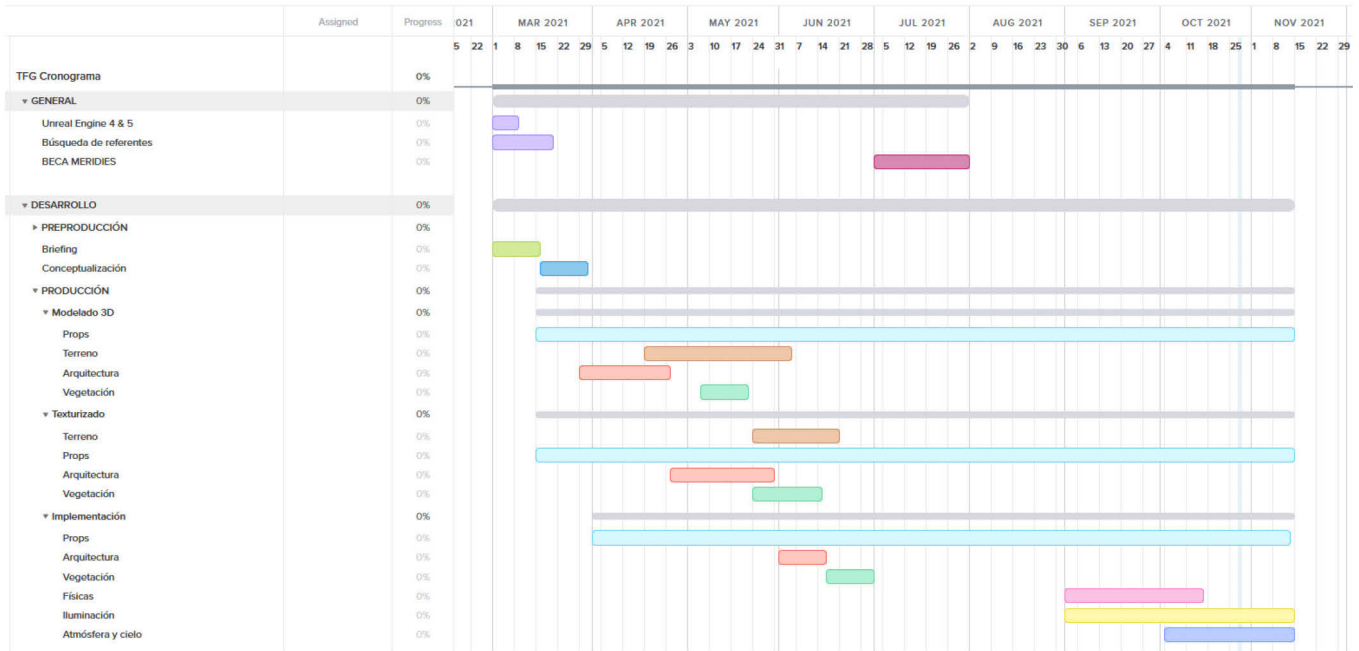 Assigned Progress 021 MAR 2021 APR 2021 MAY 2021 JUN 2021 JUL 2021 AUG 2021 SEP 2021 OCT 2021 NOV 2021
5 22 1 8 15 22 29 5 12 19 26 3 10 17 24 31 7 14 21 28 5 12 19 26 2 9 16 23 30 6 13 20 27 4 11 18 25 1 8 15 22 29
TFG Cronograma 0%
GENERAL 0%
Unreal Engine 4 & 5 0%
Búsqueda de referentes 0%
BECA MERIDIES 0%
DESARROLLO 0%
PREPRODUCCIÓN 0%
Briefing 0%
Conceptualización 0%
PRODUCCIÓN 0%
Modelado 3D 0%
Props 0%
Terreno 0%
Arquitectura 0%
Vegetación 0%
Texturizado 0%
Terreno 0%
Props 0%
Arquitectura 0%
Vegetación 0%
Implementación 0%
Props 0%
Arquitectura 0%
Vegetación 0%
Físicas 0%
Iluminación 0%
Atmósfera y cielo 0%